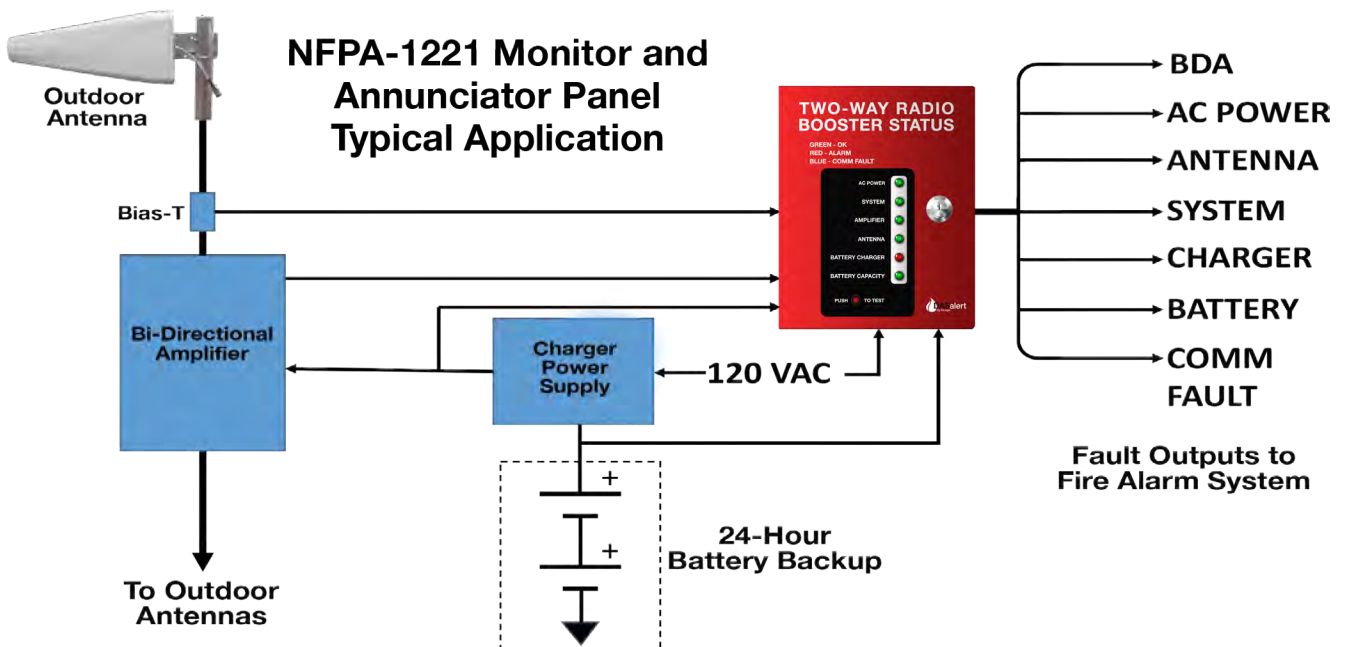 NFPA-1221 Monitor and
Annunciator Panel
Typical Application
Outdoor
Antenna
Bias-T
Bi-Directional
Amplifier
To Outdoor
Antennas
Charger
Power
Supply
120 VAC
+
+
24-Hour
Battery Backup
TWO-WAY RADIO
BOOSTER STATUS
GREEN - OK
RED - ALARM
BLUE - COMM FAULT
AC POWER
SYSTEM
AMPLIFIER
ANTENNA
BATTERY CHARGER
BATTERY CAPACITY
PUSH TO TEST
DASalert
BDA
AC POWER
ANTENNA
SYSTEM
CHARGER
BATTERY
COMM
FAULT
Fault Outputs to
Fire Alarm System